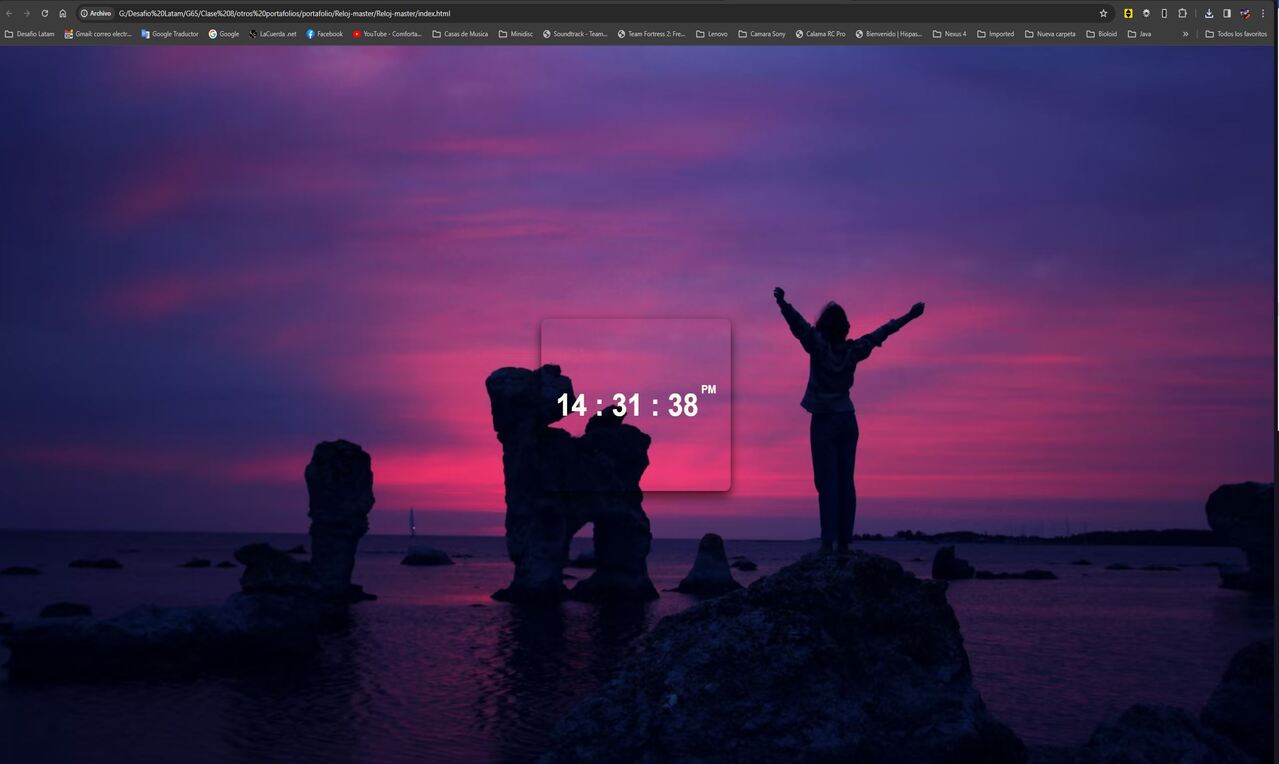 Archivo G:/Desafio%20Latam/G65/Clase%208/otros%20portafolios/portafolio/Reloj-master/Reloj-master/index.html
Desafio Latam Gmail: correo electr... Google Traductor Google LaCuerda .net Facebook YouTube - Comforta... Casas de Musica Minidisc Soundtrack - Team... Team Fortress 2: Fre... Lenovo Camara Sony Calama RC Pro Bienvenido | Hispas... Nexus 4 Imported Nueva carpeta Bioloid Java » Todos los favoritos
14 : 31 : 38 PM